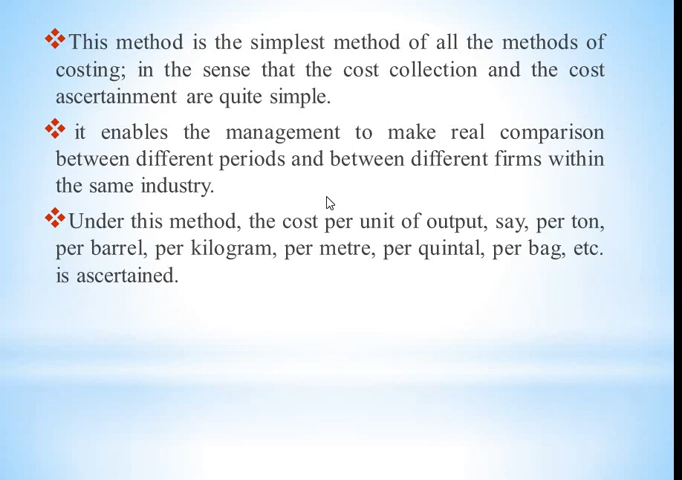 This method is the simplest method of all the methods of
costing; in the sense that the cost collection and the cost
ascertainment are quite simple.
it enables the management to make real comparison
between different periods and between different firms within
the same industry.
Under this method, the cost per unit of output, say, per ton,
per barrel, per kilogram, per metre, per quintal, per bag, etc.
is ascertained.